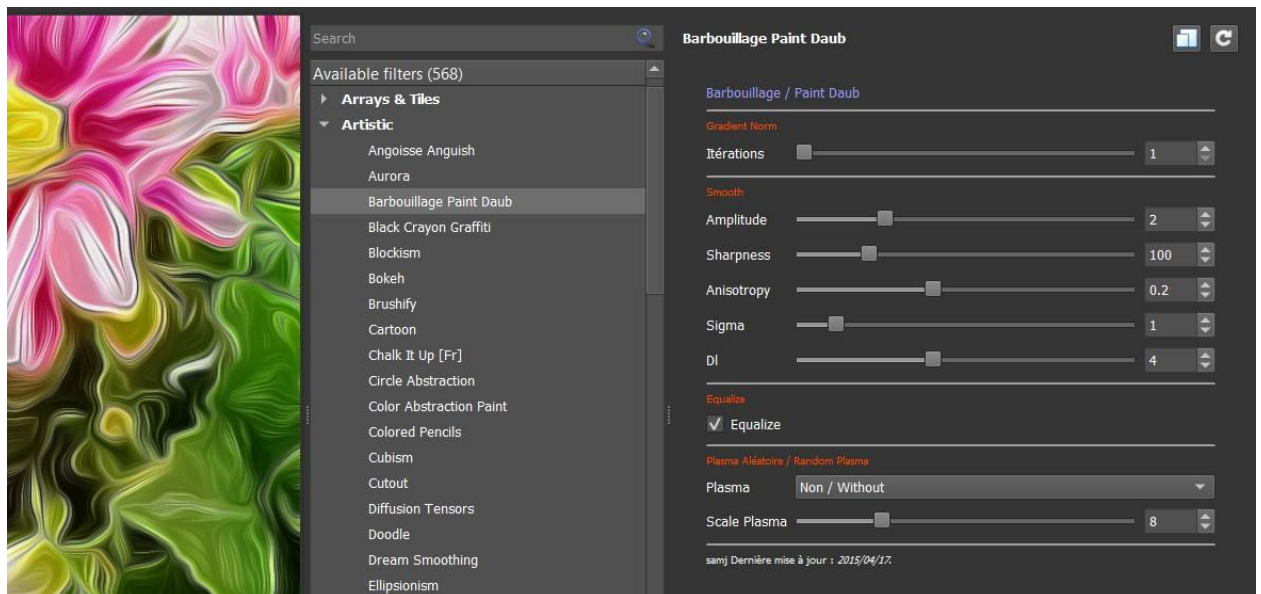 Search
Available filters (568)
Arrays & Tiles
Artistic
Angoisse Anguish
Aurora
Barbouillage Paint Daub
Black Crayon Graffiti
Blockism
Bokeh
Brushify
Cartoon
Chalk It Up [Fr]
Circle Abstraction
Color Abstraction Paint
Colored Pencils
Cubism
Cutout
Diffusion Tensors
Doodle
Dream Smoothing
Ellipsionism
Barbouillage Paint Daub
Barbouillage / Paint Daub
Gradient Norm
Itérations 1
Smooth
Amplitude 2
Sharpness 100
Anisotropy 0.2
Sigma 1
Dl 4
Equalize
Equalize
Plasma Aléatoire / Random Plasma
Plasma Non / Without
Scale Plasma 8
samj Dernière mise à jour : 2015/04/17.